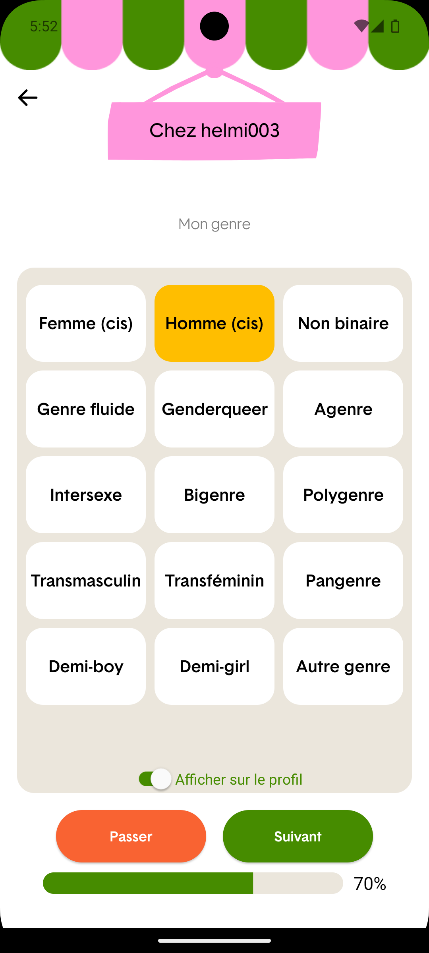 5:52
Chez helmi003
Mon genre
Femme (cis)
Homme (cis)
Non binaire
Genre fluide
Genderqueer
Agenre
Intersexe
Bigenre
Polygenre
Transmasculin
Transféminin
Pangenre
Demi-boy
Demi-girl
Autre genre
Afficher sur le profil
Passer
Suivant
70%